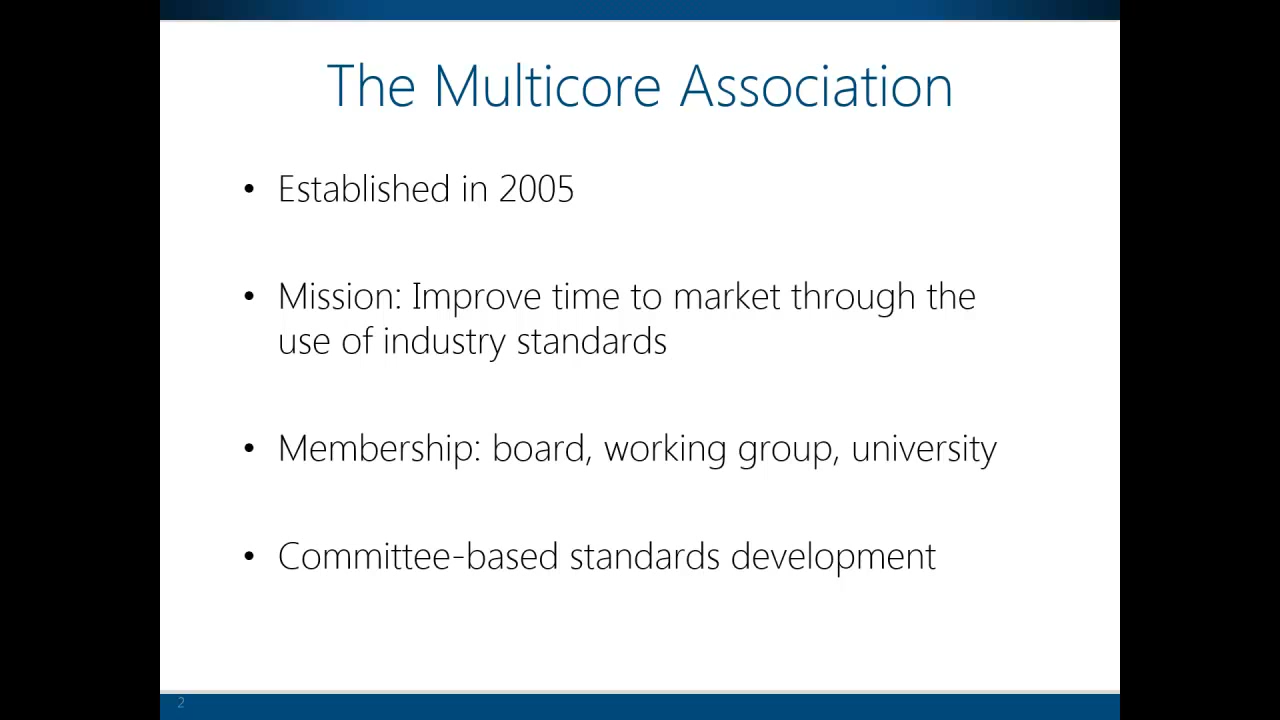 The Multicore Association
• Established in 2005
• Mission: Improve time to market through the
use of industry standards
• Membership: board, working group, university
• Committee-based standards development
2